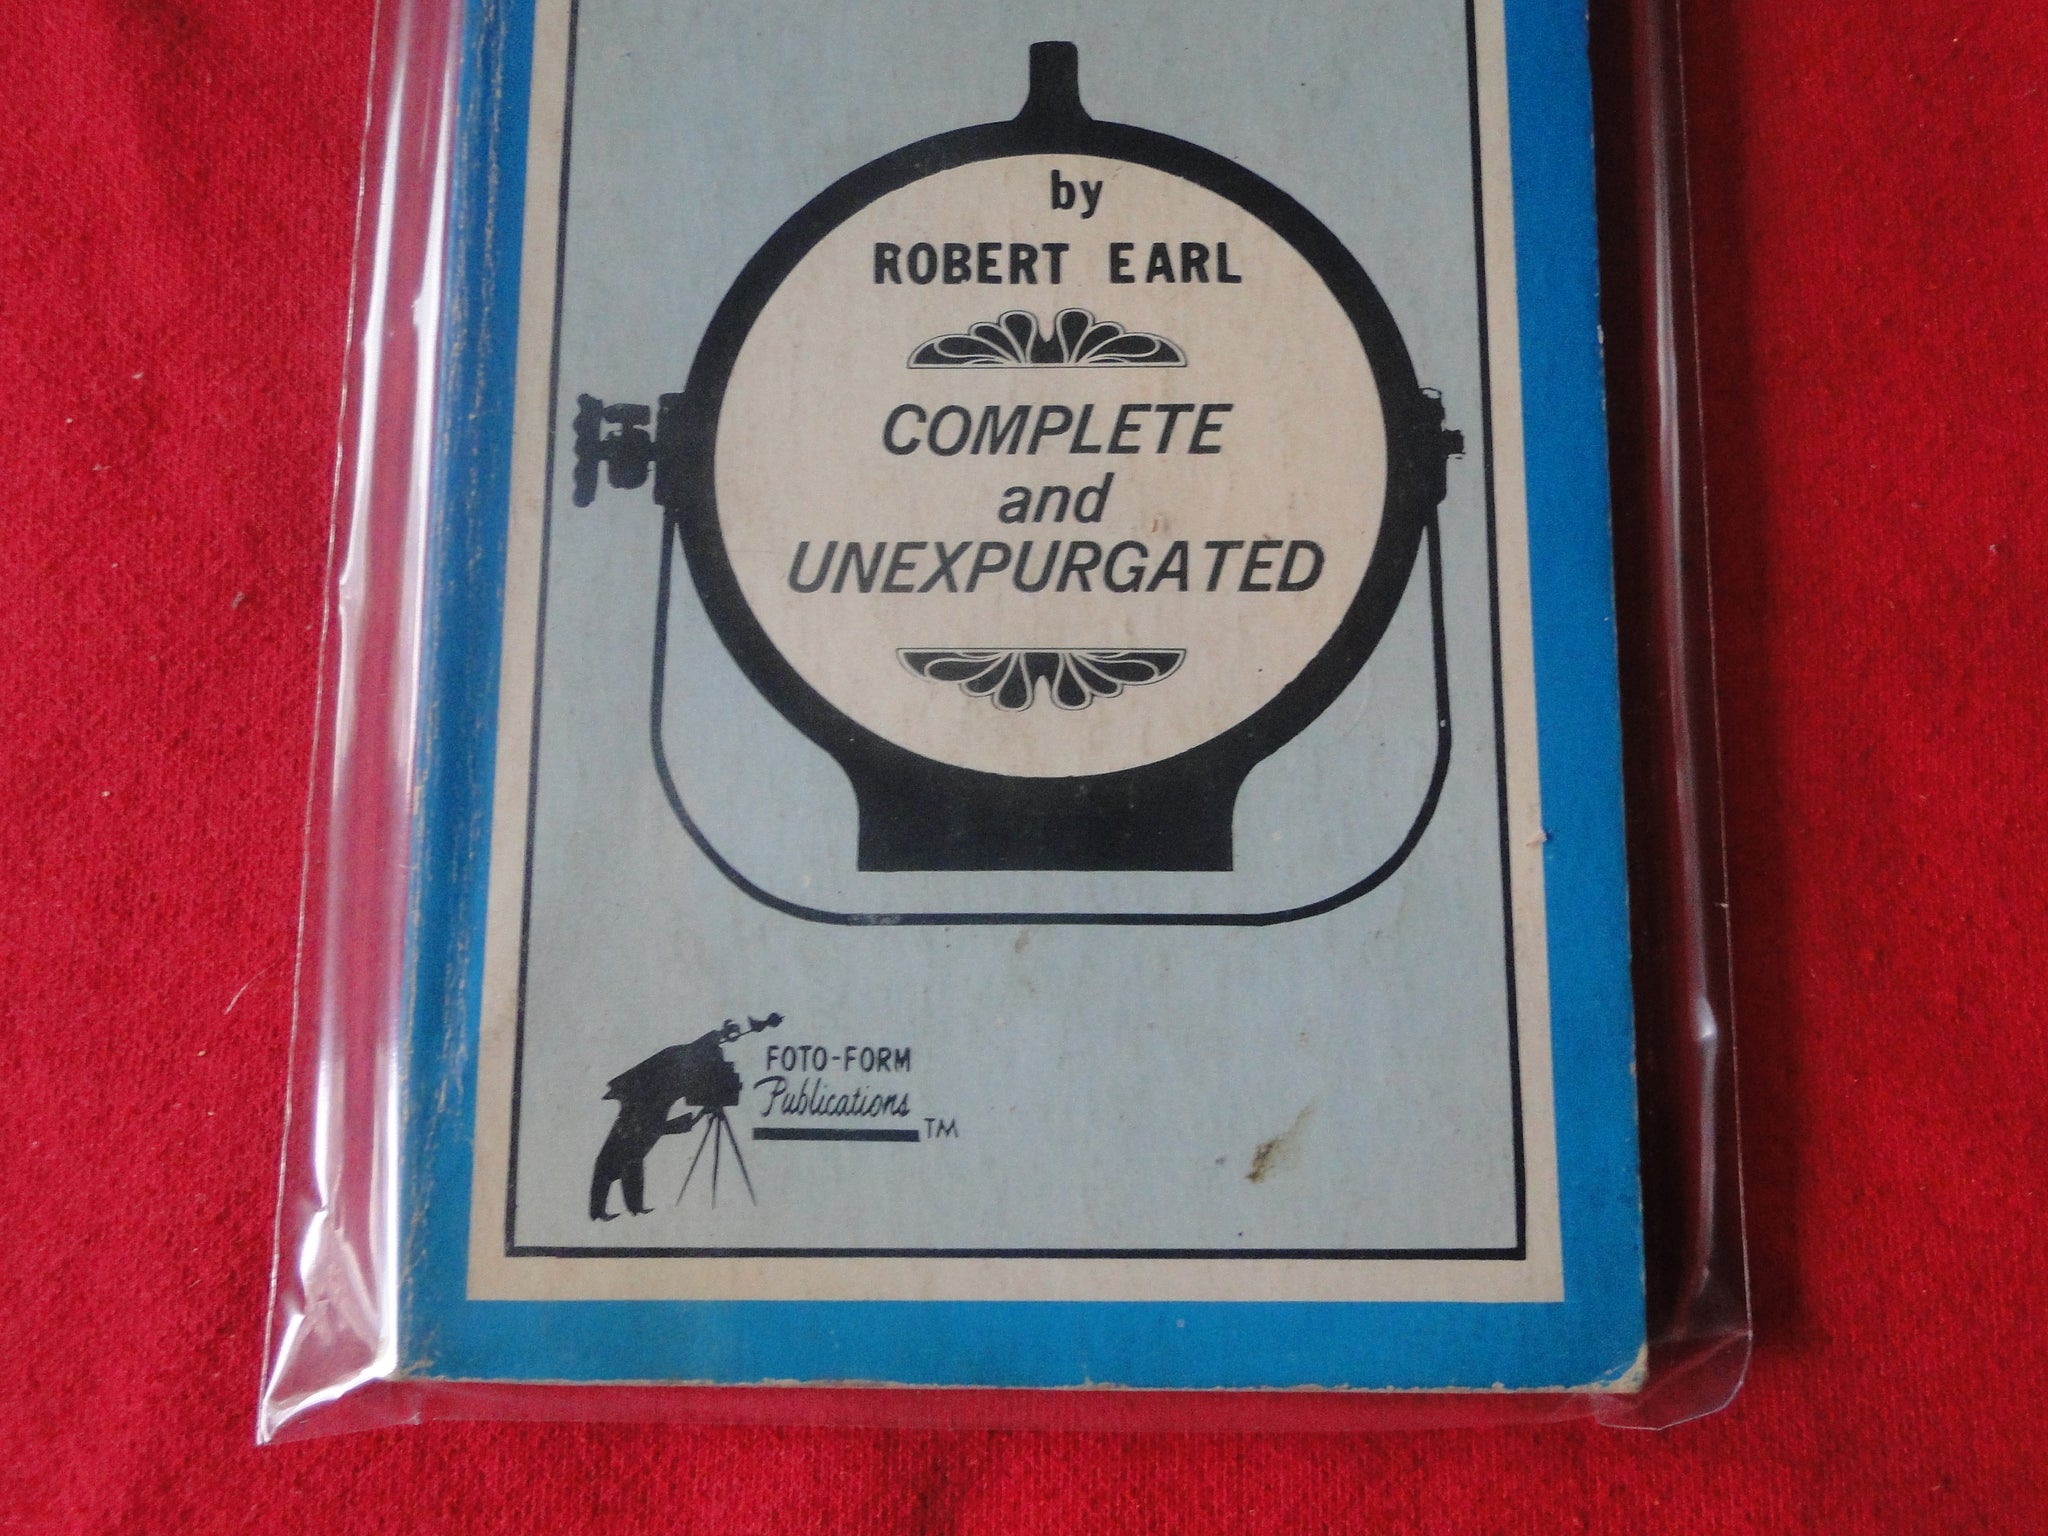 by
ROBERT EARL
COMPLETE
and
UNEXPURGATED
FOTO-FORM
Publications
TM